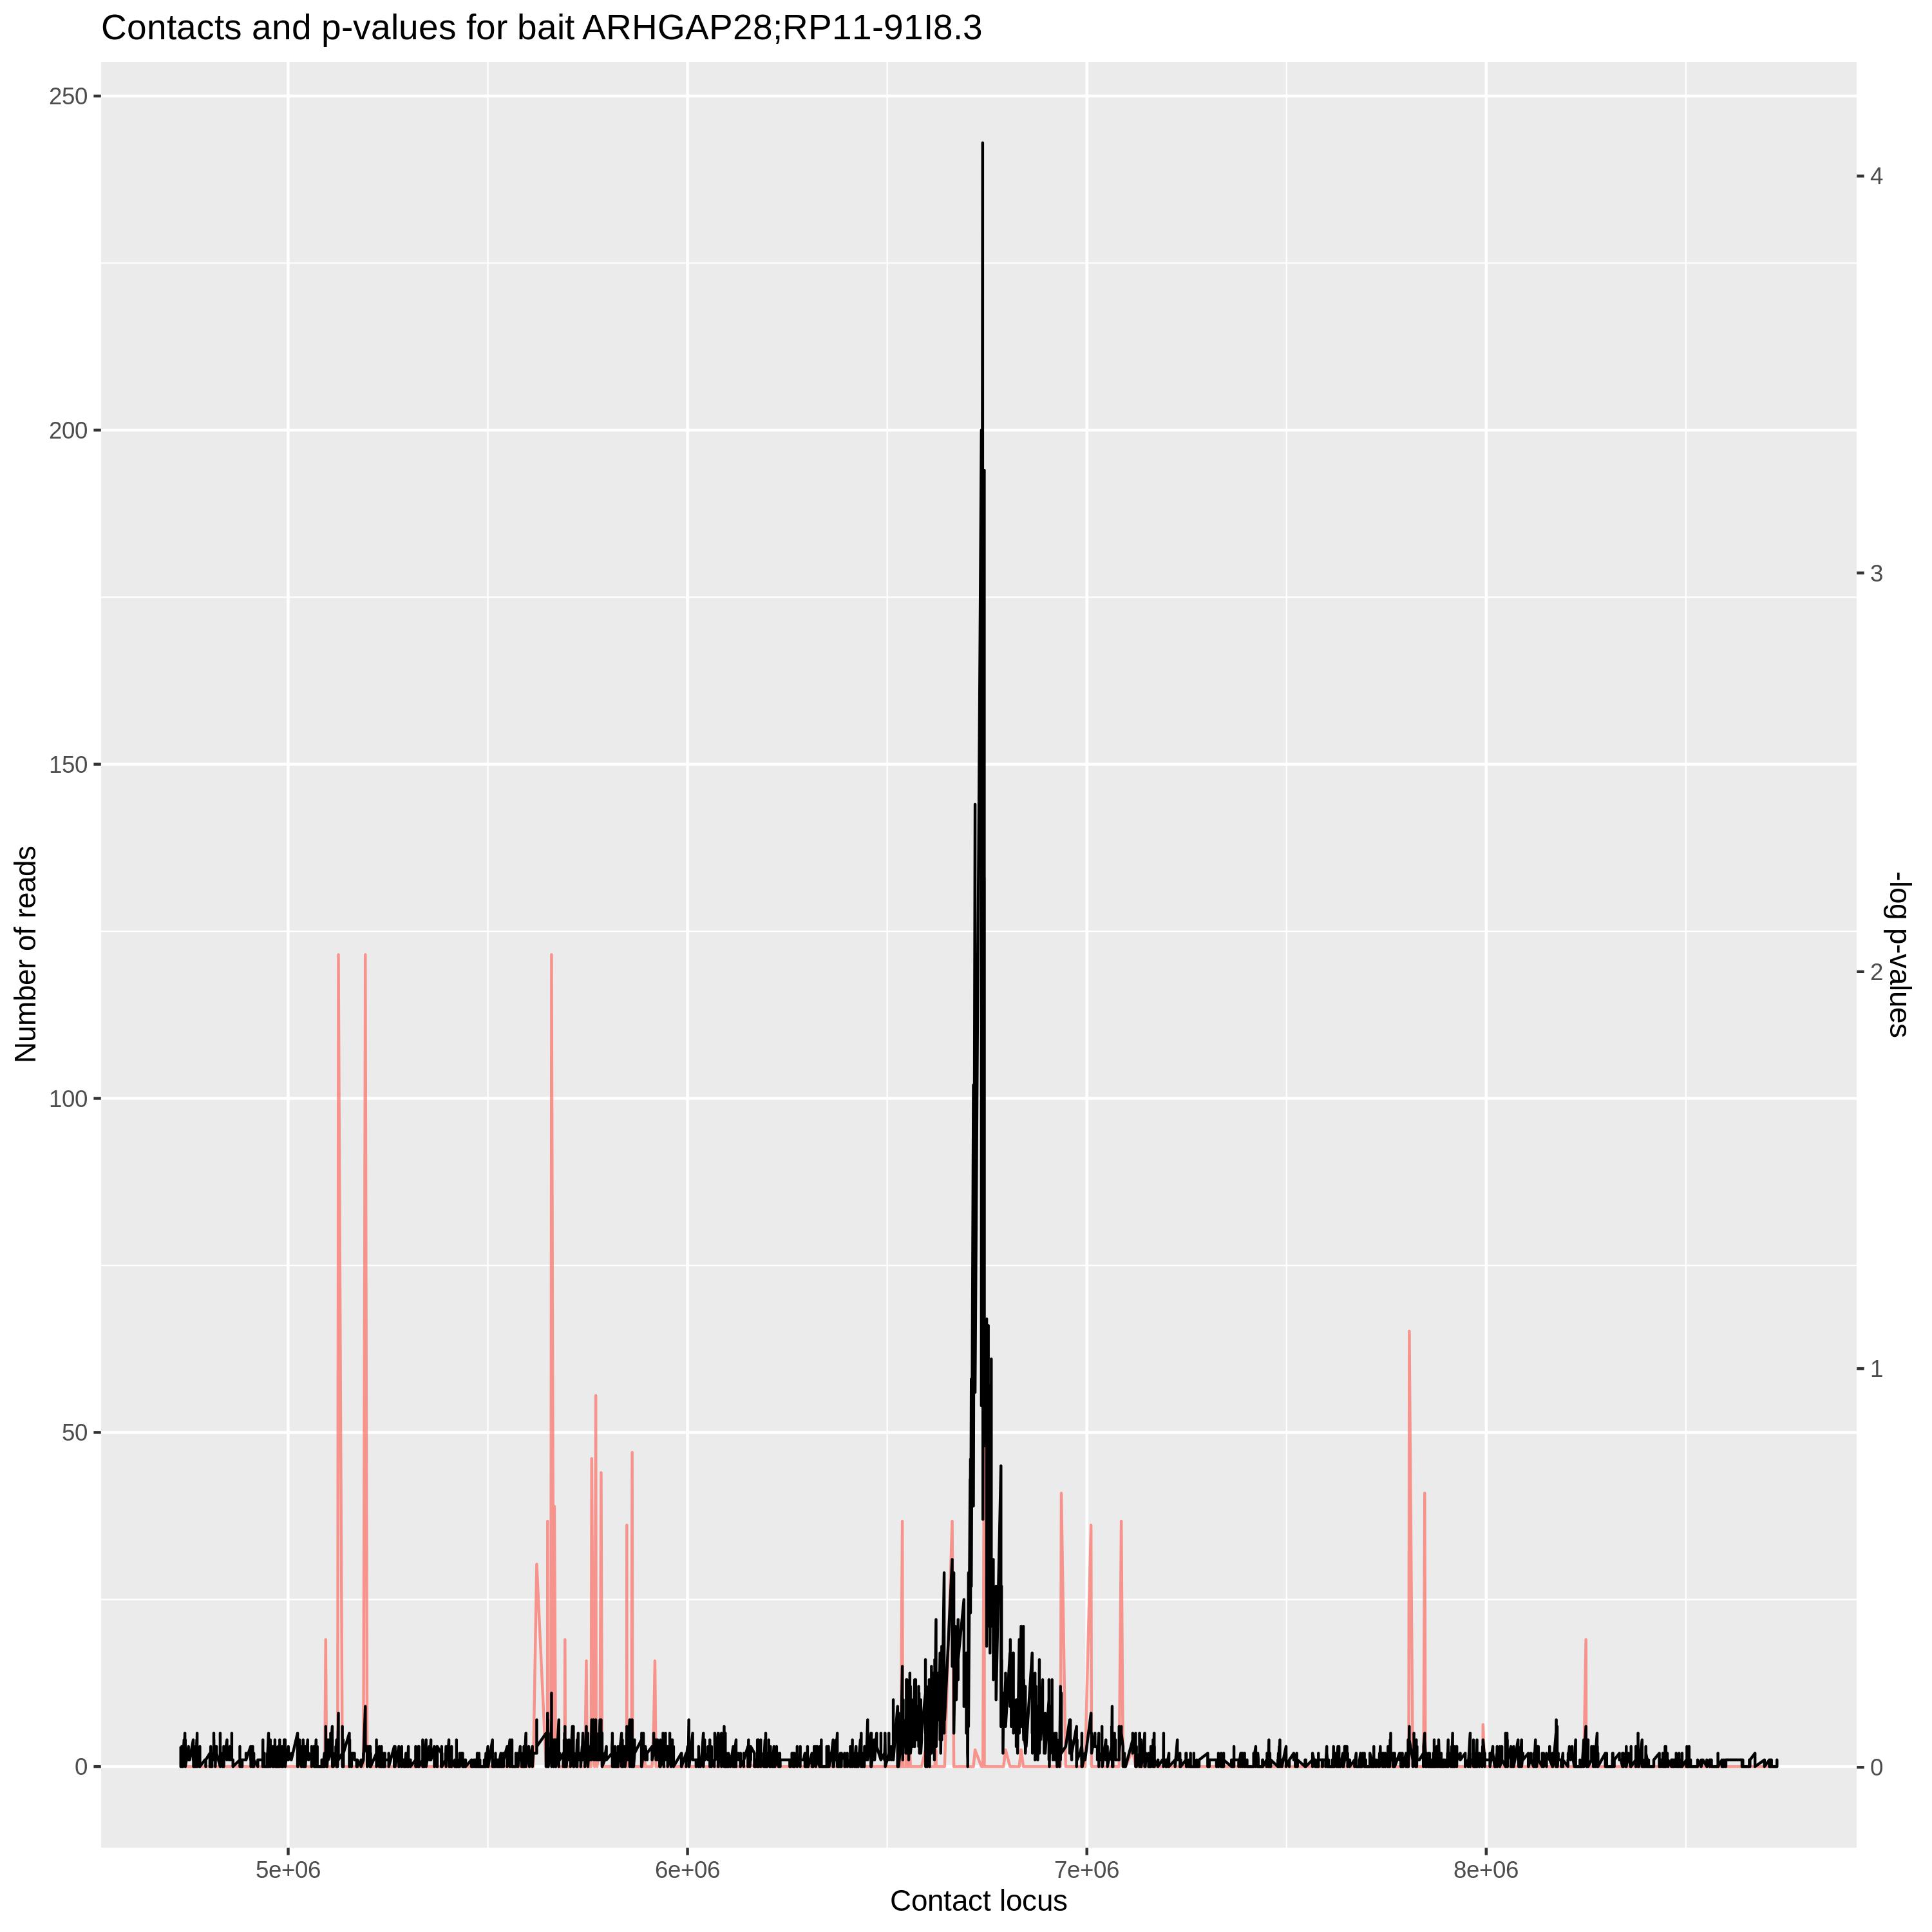 Contacts and p-values for bait ARHGAP28;RP11-91I8.3
250
200
150
100
50
0
Number of reads
4
3
2
1
0
-log p-values
5e+06
6e+06
7e+06
8e+06
Contact locus